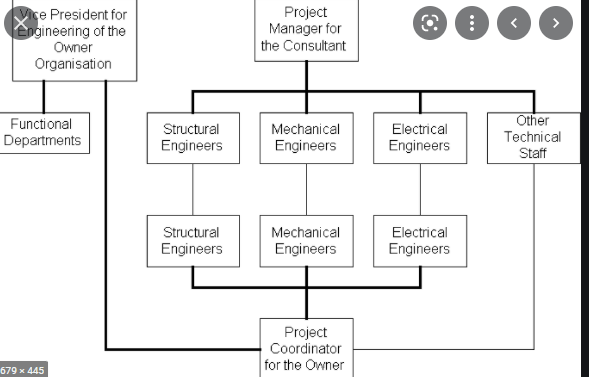 Vice President for
Engineering of the
Owner
Organisation
Project
Manager for
the Consultant
Functional
Departments
Structural
Engineers
Mechanical
Engineers
Electrical
Engineers
Other
Technical
Staff
Structural
Engineers
Mechanical
Engineers
Electrical
Engineers
Project
Coordinator
for the Owner
679 × 445